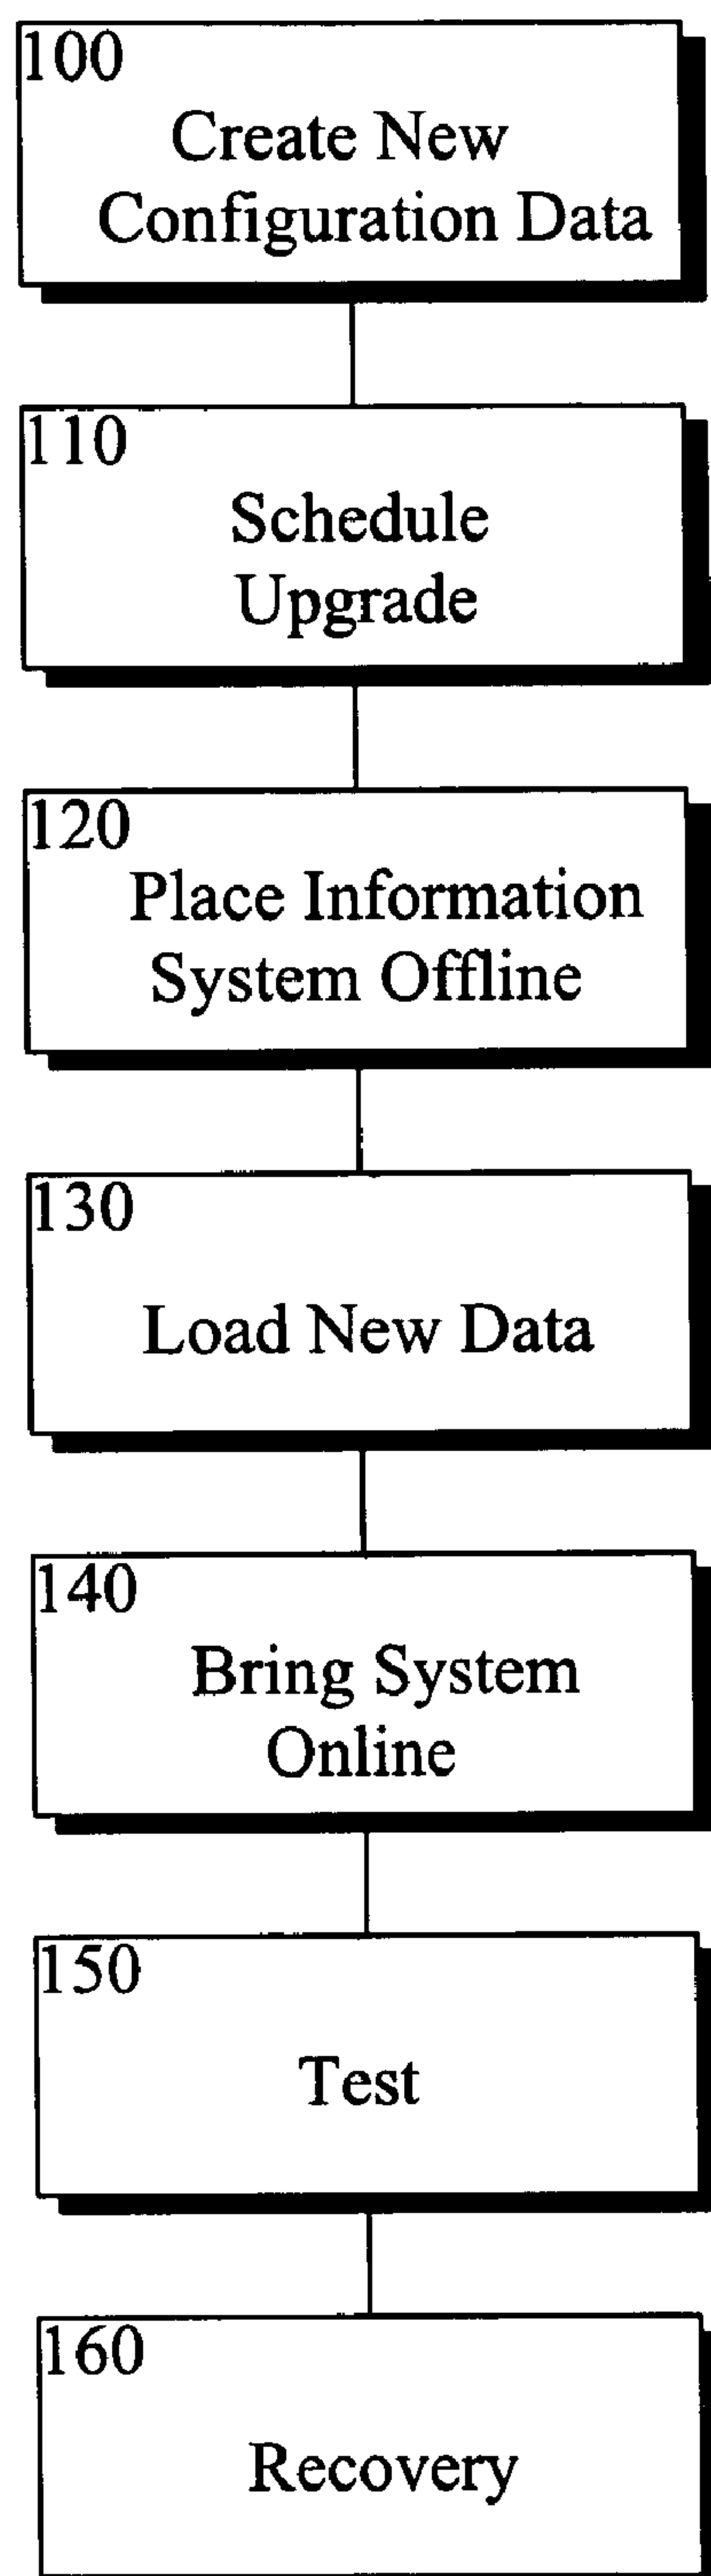 100
Create New
Configuration Data
110
Schedule
Upgrade
120
Place Information
System Offline
130
Load New Data
140
Bring System
Online
150
Test
160
Recovery